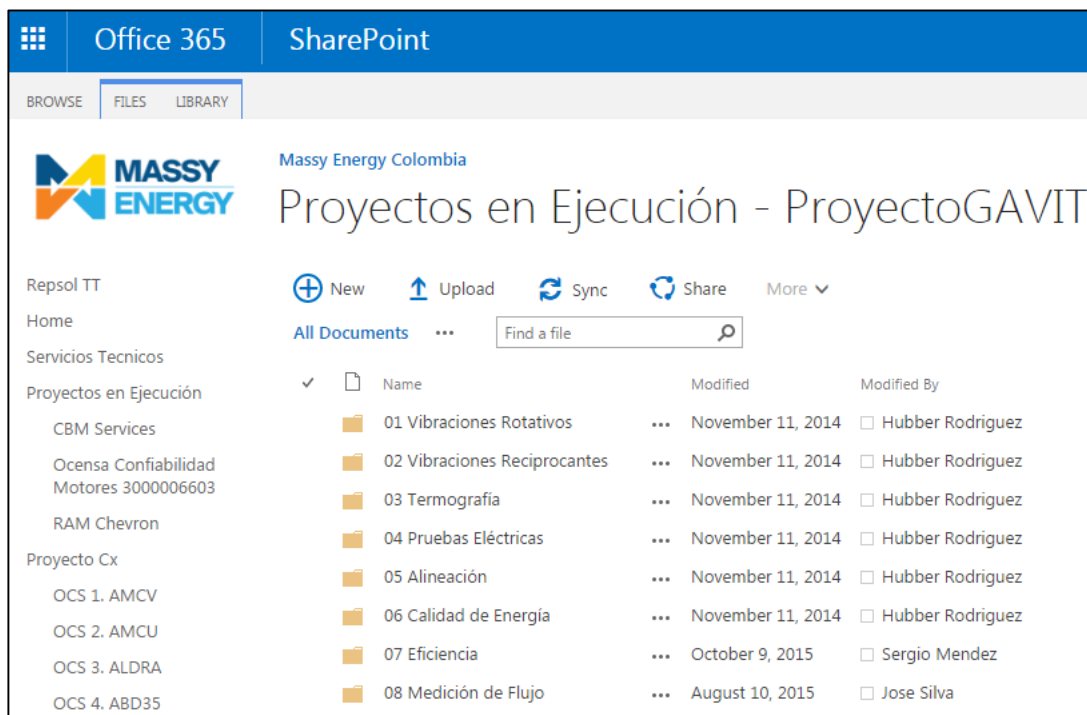 Office 365 SharePoint
BROWSE FILES LIBRARY
MASSY
ENERGY
Massy Energy Colombia
Proyectos en Ejecución - ProyectoGAVIT
Repsol TT
Home
Servicios Tecnicos
Proyectos en Ejecución
CBM Services
Ocensa Confiabilidad
Motores 3000006603
RAM Chevron
Proyecto Cx
OCS 1. AMCV
OCS 2. AMCU
OCS 3. ALDRA
OCS 4. ABD35
New Upload Sync Share More
All Documents ••• Find a file
Name Modified Modified By
01 Vibraciones Rotativos ••• November 11, 2014 Hubber Rodriguez
02 Vibraciones Reciprocantes ••• November 11, 2014 Hubber Rodriguez
03 Termografía ••• November 11, 2014 Hubber Rodriguez
04 Pruebas Eléctricas ••• November 11, 2014 Hubber Rodriguez
05 Alineación ••• November 11, 2014 Hubber Rodriguez
06 Calidad de Energía ••• November 11, 2014 Hubber Rodriguez
07 Eficiencia ••• October 9, 2015 Sergio Mendez
08 Medición de Flujo ••• August 10, 2015 Jose Silva